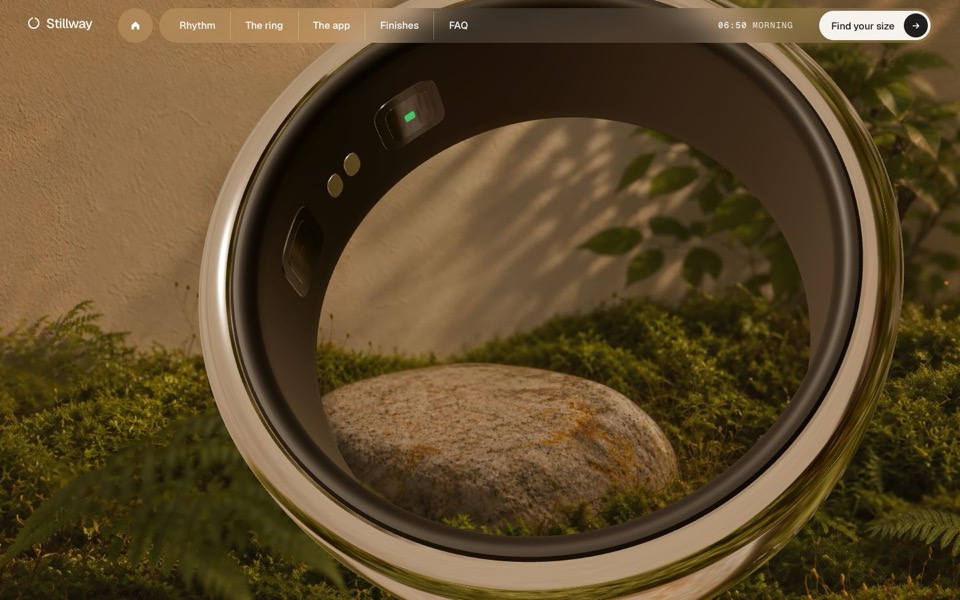 Stillway
Rhythm
The ring
The app
Finishes
FAQ
06:50 MORNING
Find your size